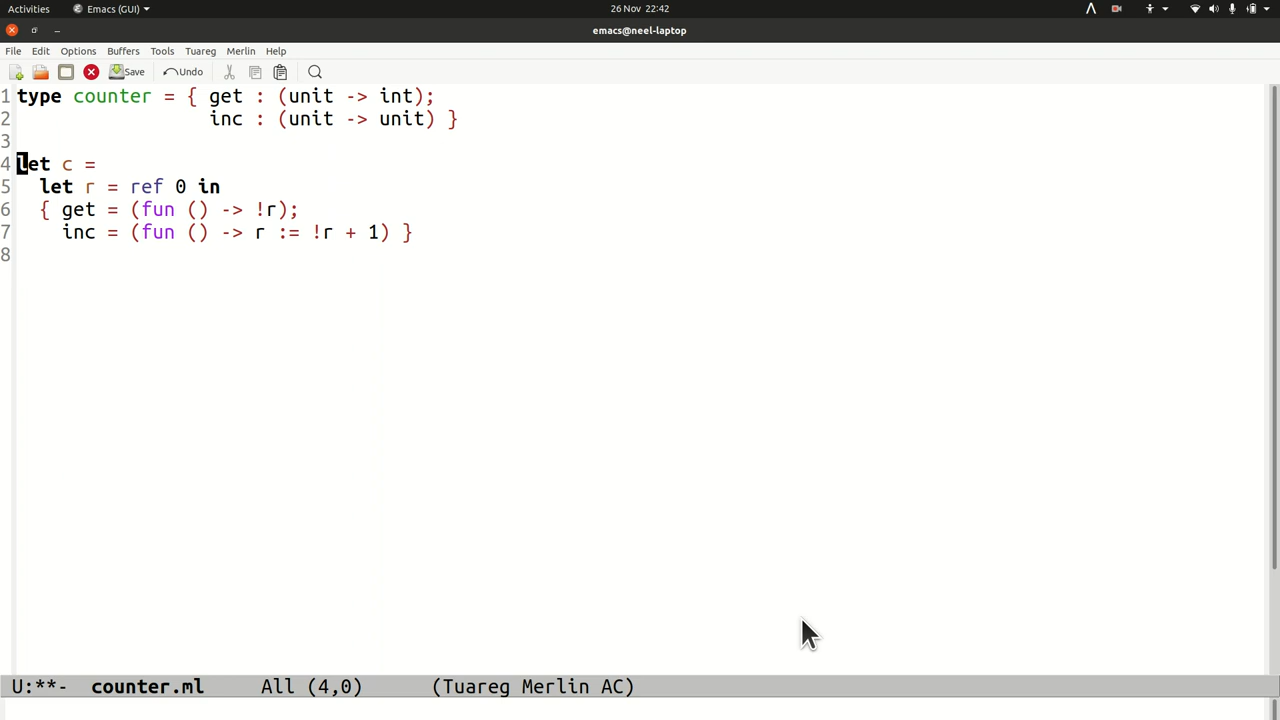 Activities Emacs (GUI) 26 Nov 22:42
emacs@neel-laptop
File Edit Options Buffers Tools Tuareg Merlin Help
Save Undo
1 type counter = { get : (unit -> int);
2 inc : (unit -> unit) }
3
4 let c =
5 let r = ref 0 in
6 { get = (fun () -> !r);
7 inc = (fun () -> r := !r + 1) }
8
U:**- counter.ml All (4,0) (Tuareg Merlin AC)